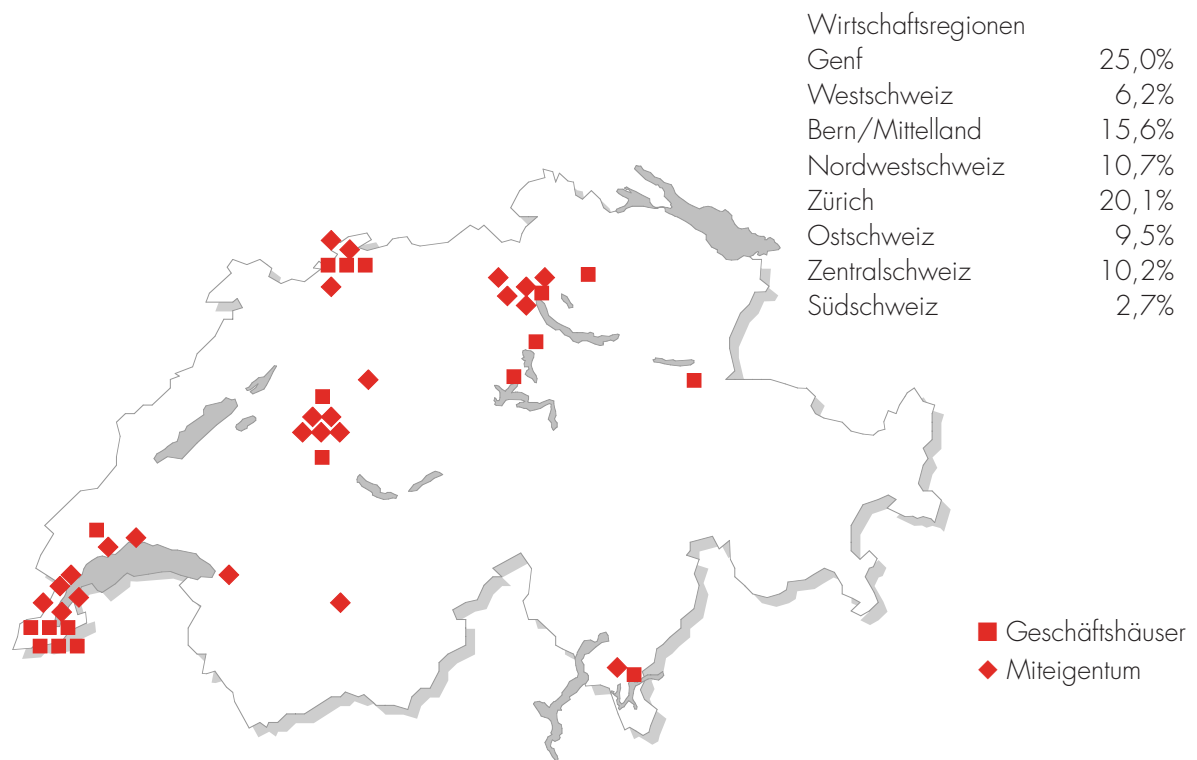 Wirtschaftsregionen
Genf 25,0%
Westschweiz 6,2%
Bern/Mittelland 15,6%
Nordwestschweiz 10,7%
Zürich 20,1%
Ostschweiz 9,5%
Zentralschweiz 10,2%
Südschweiz 2,7%
Geschäftshäuser
Miteigentum